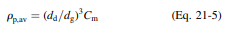 ρp,av = (dd/dg)³Cm (Eq. 21-5)